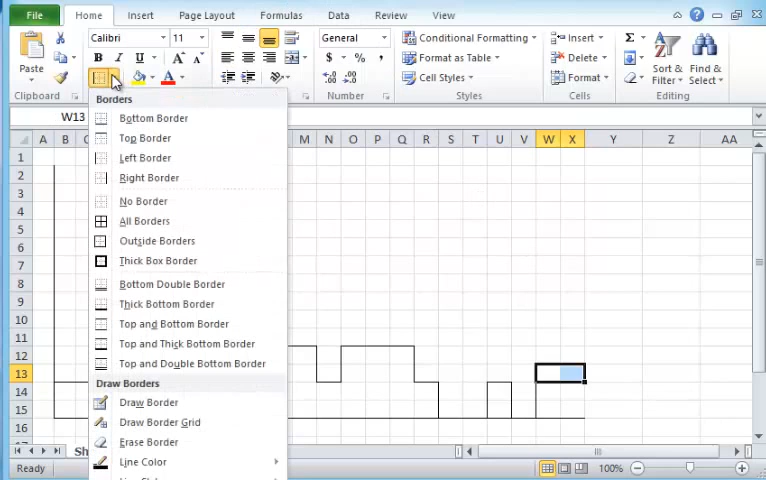 File Home Insert Page Layout Formulas Data Review View
Calibri 11 General Conditional Formatting Insert Σ
Paste B I U A A $ % , Format as Table Delete Sort & Find &
A .00 Cell Styles Format Filter Select
Clipboard Number Styles Cells Editing
W13
Borders
Bottom Border
Top Border
Left Border
Right Border
No Border
All Borders
Outside Borders
Thick Box Border
Bottom Double Border
Thick Bottom Border
Top and Bottom Border
Top and Thick Bottom Border
Top and Double Bottom Border
Draw Borders
Draw Border
Draw Border Grid
Erase Border
Line Color
A B M N O P Q R S T U V W X Y Z AA
1
2
3
4
5
6
7
8
9
10
11
12
13
14
15
16
Ready 100%